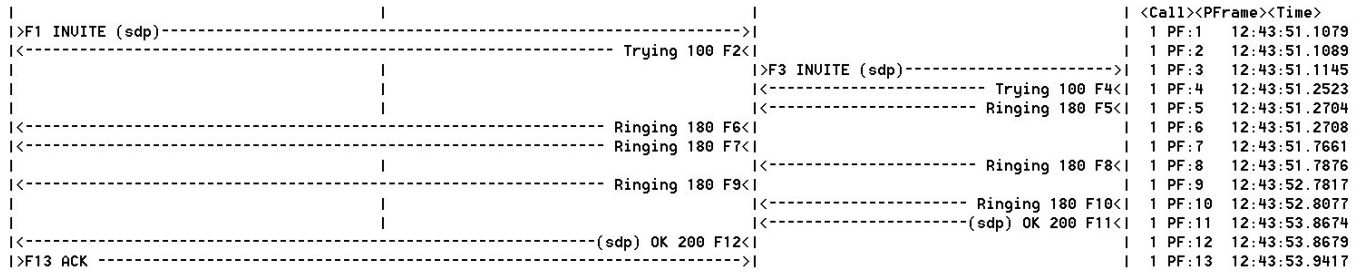 |                                       |                                       |                                       | <Call><PFrame><Time>
|>F1 INVITE (sdp)------------------------------------------------------------->|                                       | 1 PF:1   12:43:51.1079
|<-------------------------------------------------------------- Trying 100 F2<|                                       | 1 PF:2   12:43:51.1089
|                                       |                                       |>F3 INVITE (sdp)---------------------->| 1 PF:3   12:43:51.1145
|                                       |                                       |<----------------------- Trying 100 F4<| 1 PF:4   12:43:51.2523
|                                       |                                       |<---------------------- Ringing 180 F5<| 1 PF:5   12:43:51.2704
|<------------------------------------------------------------- Ringing 180 F6<|                                       | 1 PF:6   12:43:51.2708
|<------------------------------------------------------------- Ringing 180 F7<|                                       | 1 PF:7   12:43:51.7661
|                                       |                                       |<---------------------- Ringing 180 F8<| 1 PF:8   12:43:51.7876
|<------------------------------------------------------------- Ringing 180 F9<|                                       | 1 PF:9   12:43:52.7817
|                                       |                                       |<--------------------- Ringing 180 F10<| 1 PF:10  12:43:52.8077
|                                       |                                       |<---------------------(sdp) OK 200 F11<| 1 PF:11  12:43:53.8674
|<------------------------------------------------------------(sdp) OK 200 F12<|                                       | 1 PF:12  12:43:53.8679
|>F13 ACK -------------------------------------------------------------------->|                                       | 1 PF:13  12:43:53.9417